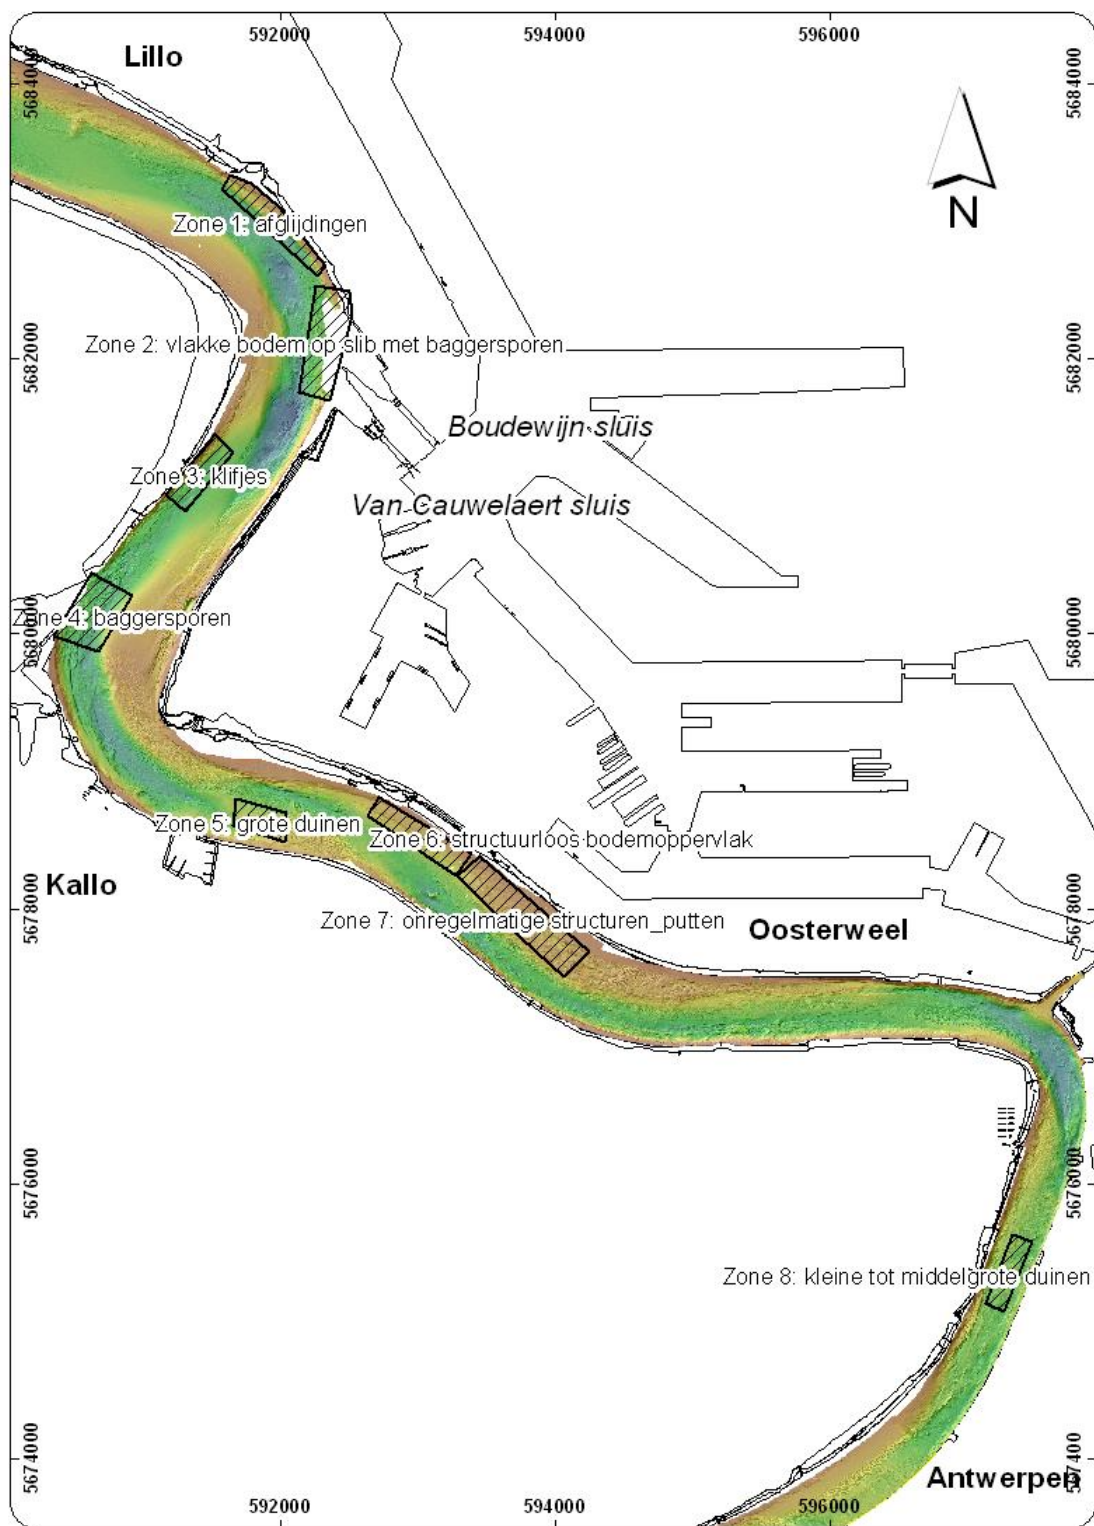 592000
594000
596000
Lillo
5684000
5684000
N
Zone 1: afglijdingen
Zone 2: vlakke bodem op slib met baggersporen
5682000
5682000
Boudewijn sluis
Zone 3: klifjes
Van Cauwelaert sluis
Zone 4: baggersporen
5680000
5680000
Zone 5: grote duinen
Zone 6: structuurloos bodemoppervlak
Kallo
5678000
5678000
Zone 7: onregelmatige structuren_putten
Oosterweel
5676000
5676000
Zone 8: kleine tot middelgrote duinen
5674000
567400
Antwerpen
592000
594000
596000